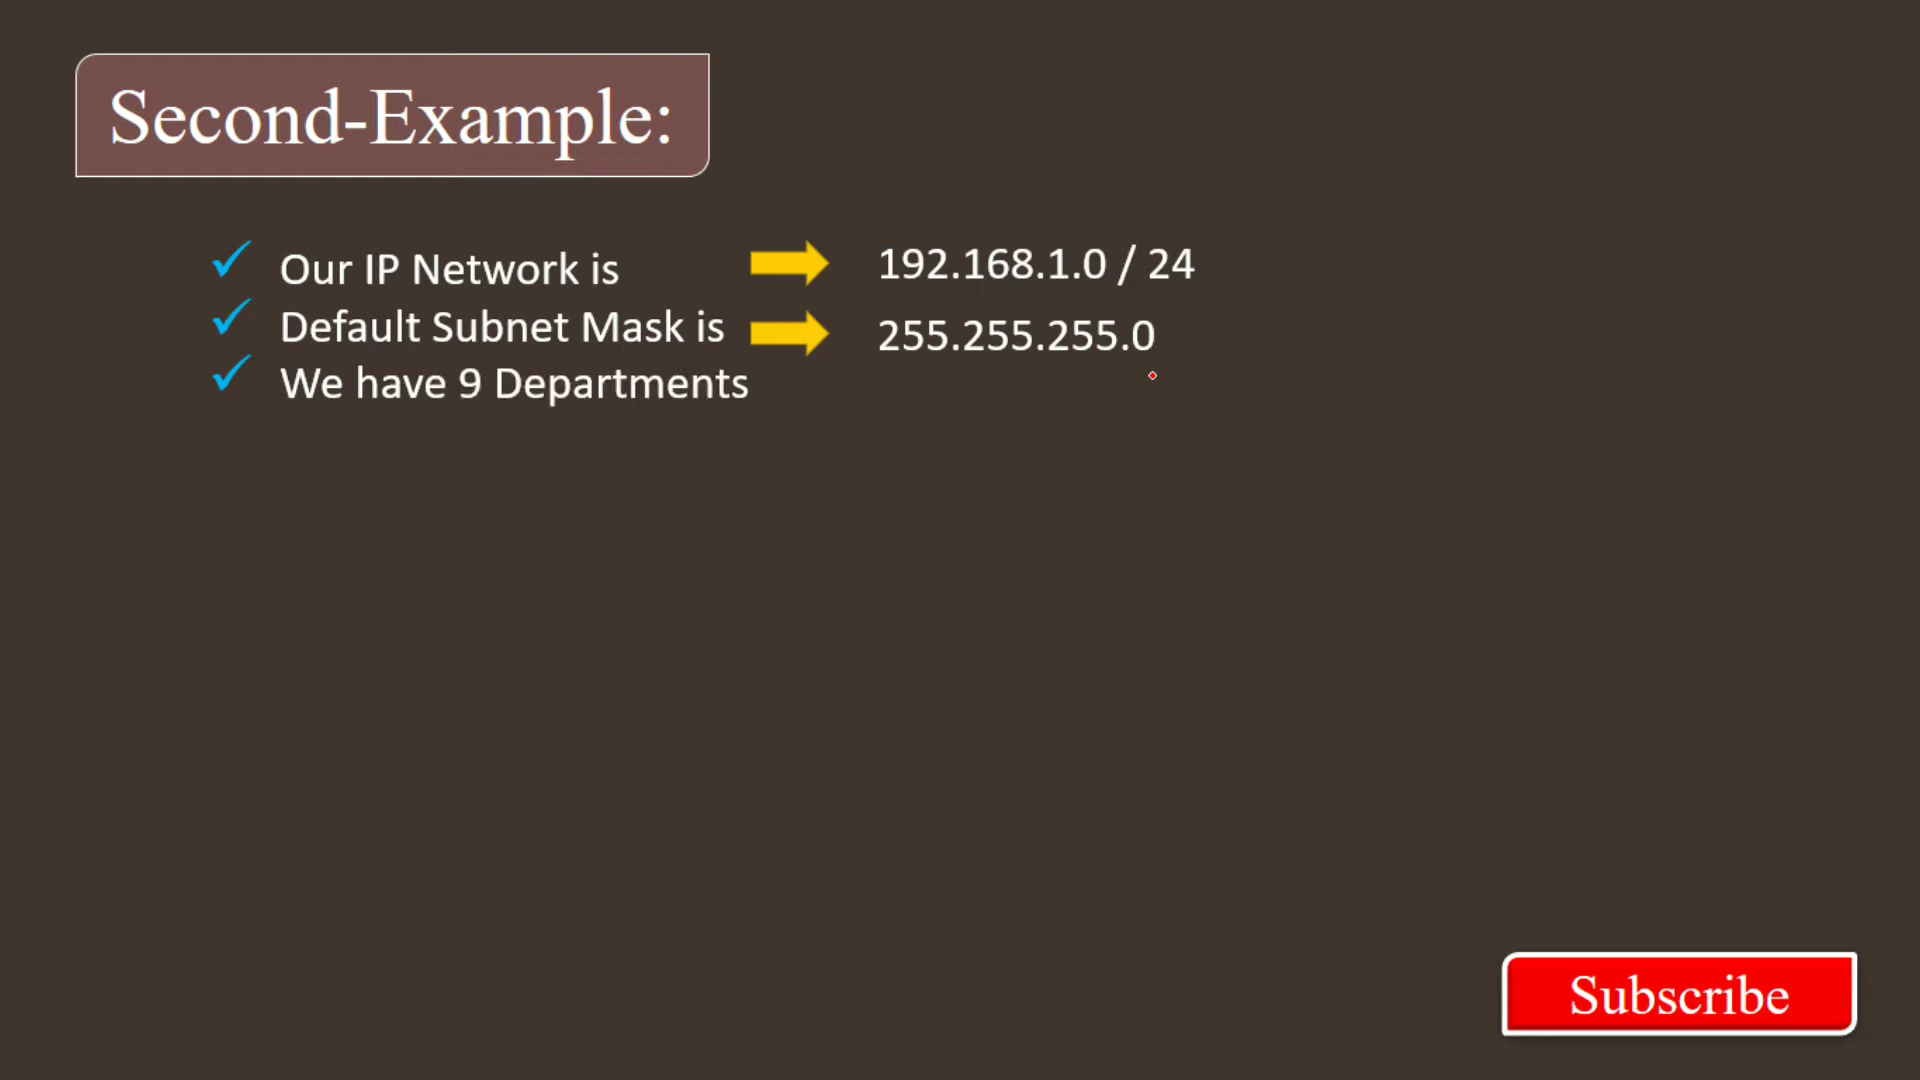 Second-Example:
Our IP Network is 192.168.1.0 / 24
Default Subnet Mask is 255.255.255.0
We have 9 Departments
Subscribe